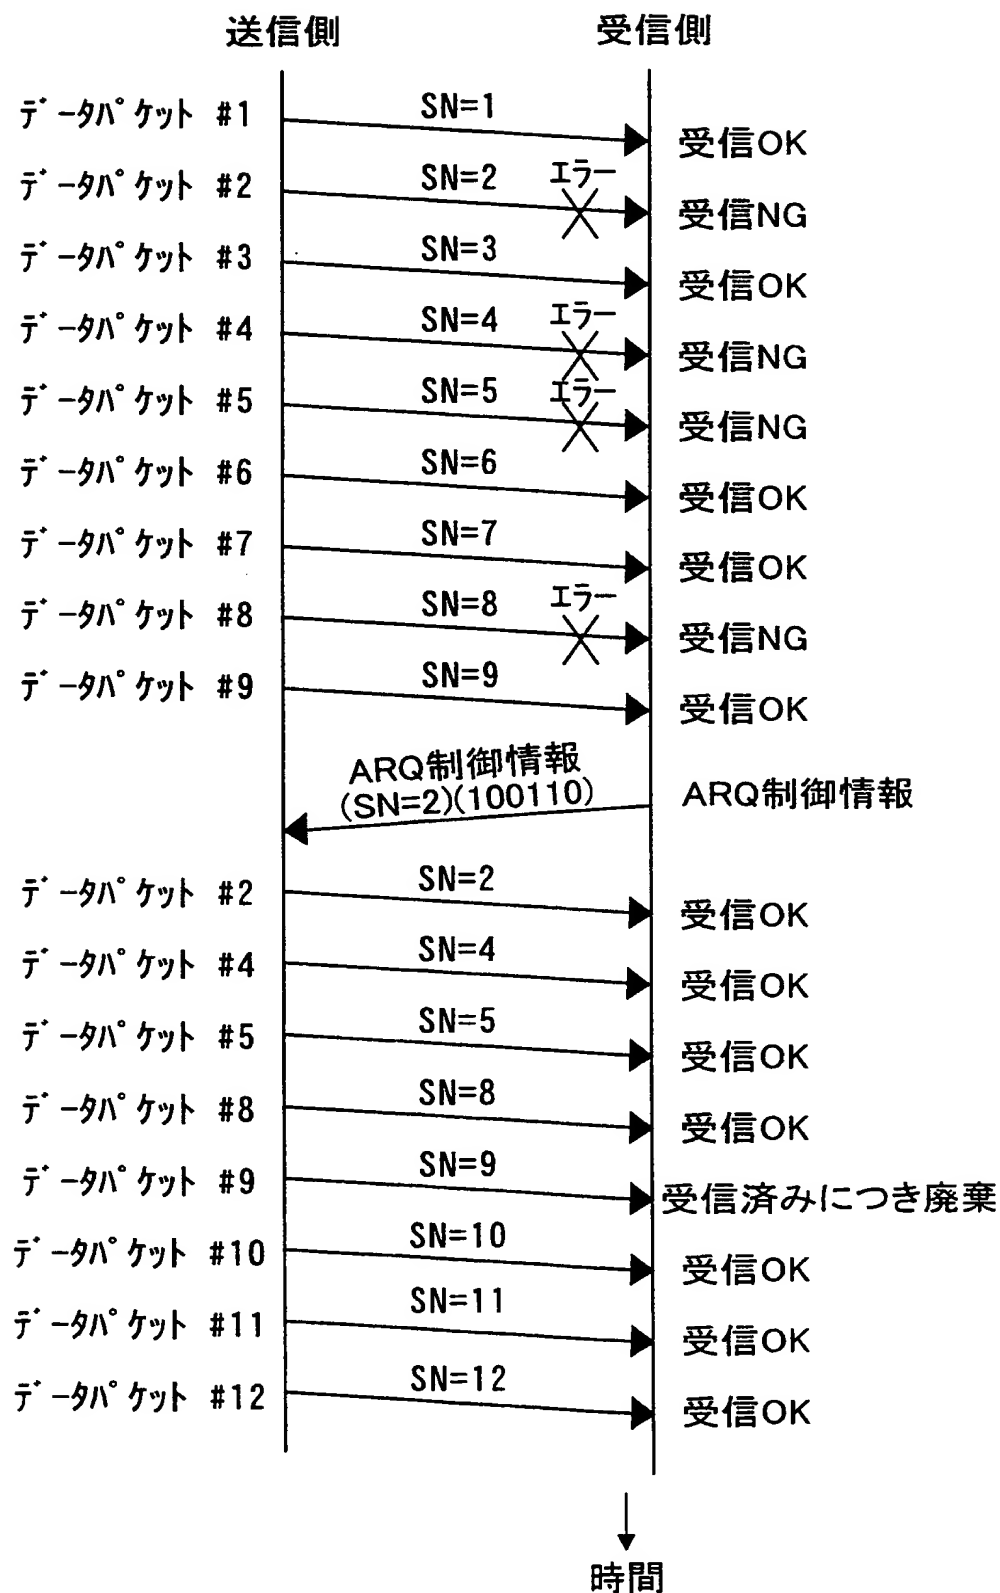 送信側 受信側
ﾃﾞｰﾀﾊﾟｹｯﾄ #1 SN=1 受信OK
ﾃﾞｰﾀﾊﾟｹｯﾄ #2 SN=2 エラー 受信NG
ﾃﾞｰﾀﾊﾟｹｯﾄ #3 SN=3 受信OK
ﾃﾞｰﾀﾊﾟｹｯﾄ #4 SN=4 エラー 受信NG
ﾃﾞｰﾀﾊﾟｹｯﾄ #5 SN=5 エラー 受信NG
ﾃﾞｰﾀﾊﾟｹｯﾄ #6 SN=6 受信OK
ﾃﾞｰﾀﾊﾟｹｯﾄ #7 SN=7 受信OK
ﾃﾞｰﾀﾊﾟｹｯﾄ #8 SN=8 エラー 受信NG
ﾃﾞｰﾀﾊﾟｹｯﾄ #9 SN=9 受信OK
ARQ制御情報
(SN=2)(100110) ARQ制御情報
ﾃﾞｰﾀﾊﾟｹｯﾄ #2 SN=2 受信OK
ﾃﾞｰﾀﾊﾟｹｯﾄ #4 SN=4 受信OK
ﾃﾞｰﾀﾊﾟｹｯﾄ #5 SN=5 受信OK
ﾃﾞｰﾀﾊﾟｹｯﾄ #8 SN=8 受信OK
ﾃﾞｰﾀﾊﾟｹｯﾄ #9 SN=9 受信済みにつき廃棄
ﾃﾞｰﾀﾊﾟｹｯﾄ #10 SN=10 受信OK
ﾃﾞｰﾀﾊﾟｹｯﾄ #11 SN=11 受信OK
ﾃﾞｰﾀﾊﾟｹｯﾄ #12 SN=12 受信OK
時間